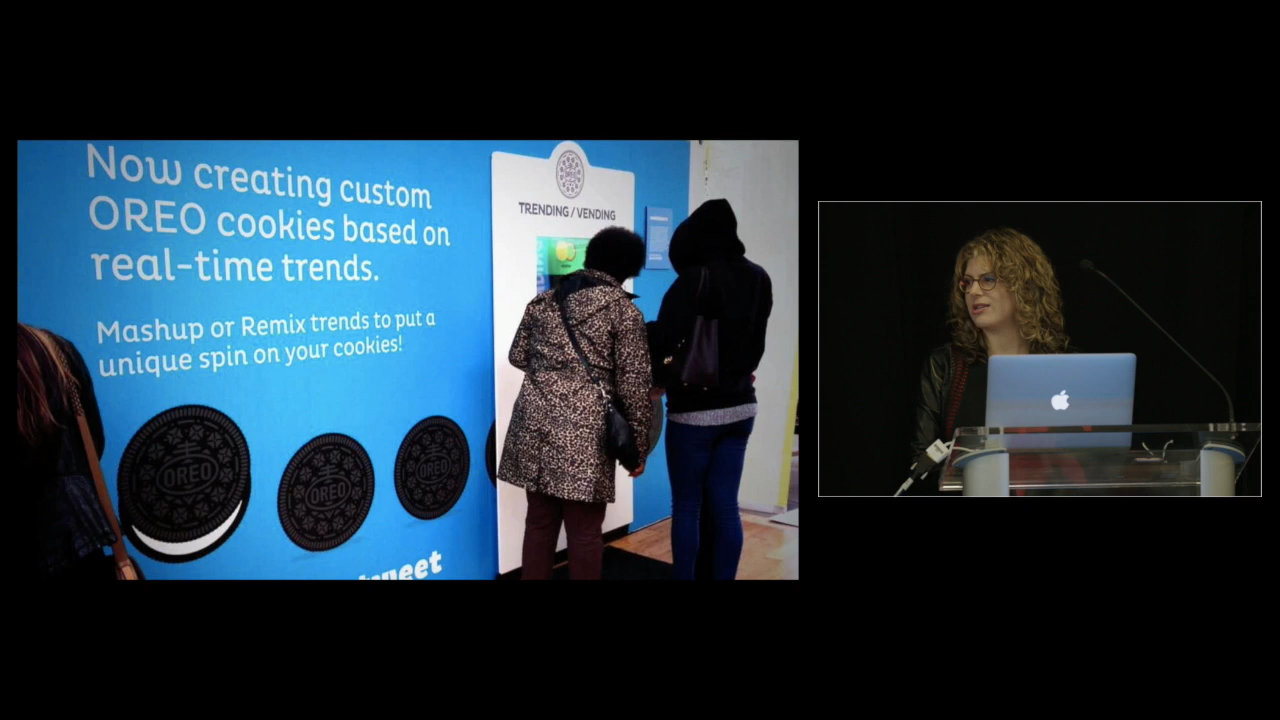 Now creating custom
OREO cookies based on
real-time trends.
Mashup or Remix trends to put a
unique spin on your cookies!
OREO
OREO
OREO
TRENDING / VENDING